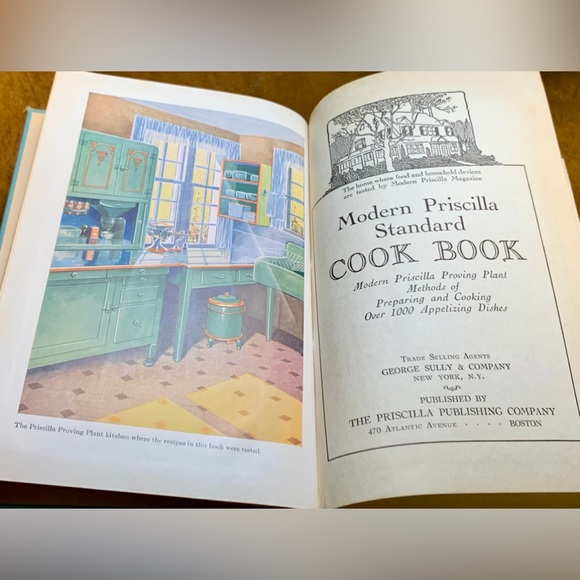 The Priscilla Proving Plant kitchen where the recipes in this book were tested.
The home where food and household devices
are tested by Modern Priscilla Magazine
Modern Priscilla
Standard
COOK BOOK
Modern Priscilla Proving Plant
Methods of
Preparing and Cooking
Over 1000 Appetizing Dishes
TRADE SELLING AGENTS
GEORGE SULLY & COMPANY
NEW YORK, N.Y.
PUBLISHED BY
THE PRISCILLA PUBLISHING COMPANY
470 ATLANTIC AVENUE · · · · BOSTON